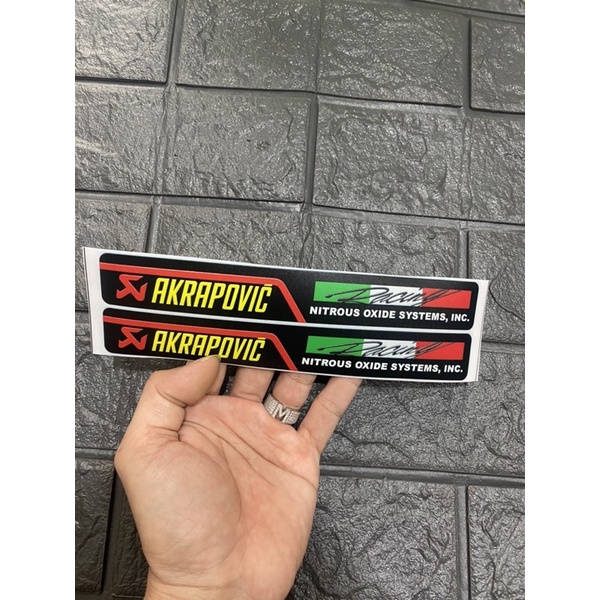 AKRAPOVIČ
Racing
NITROUS OXIDE SYSTEMS, INC.
AKRAPOVIČ
Racing
NITROUS OXIDE SYSTEMS, INC.
M